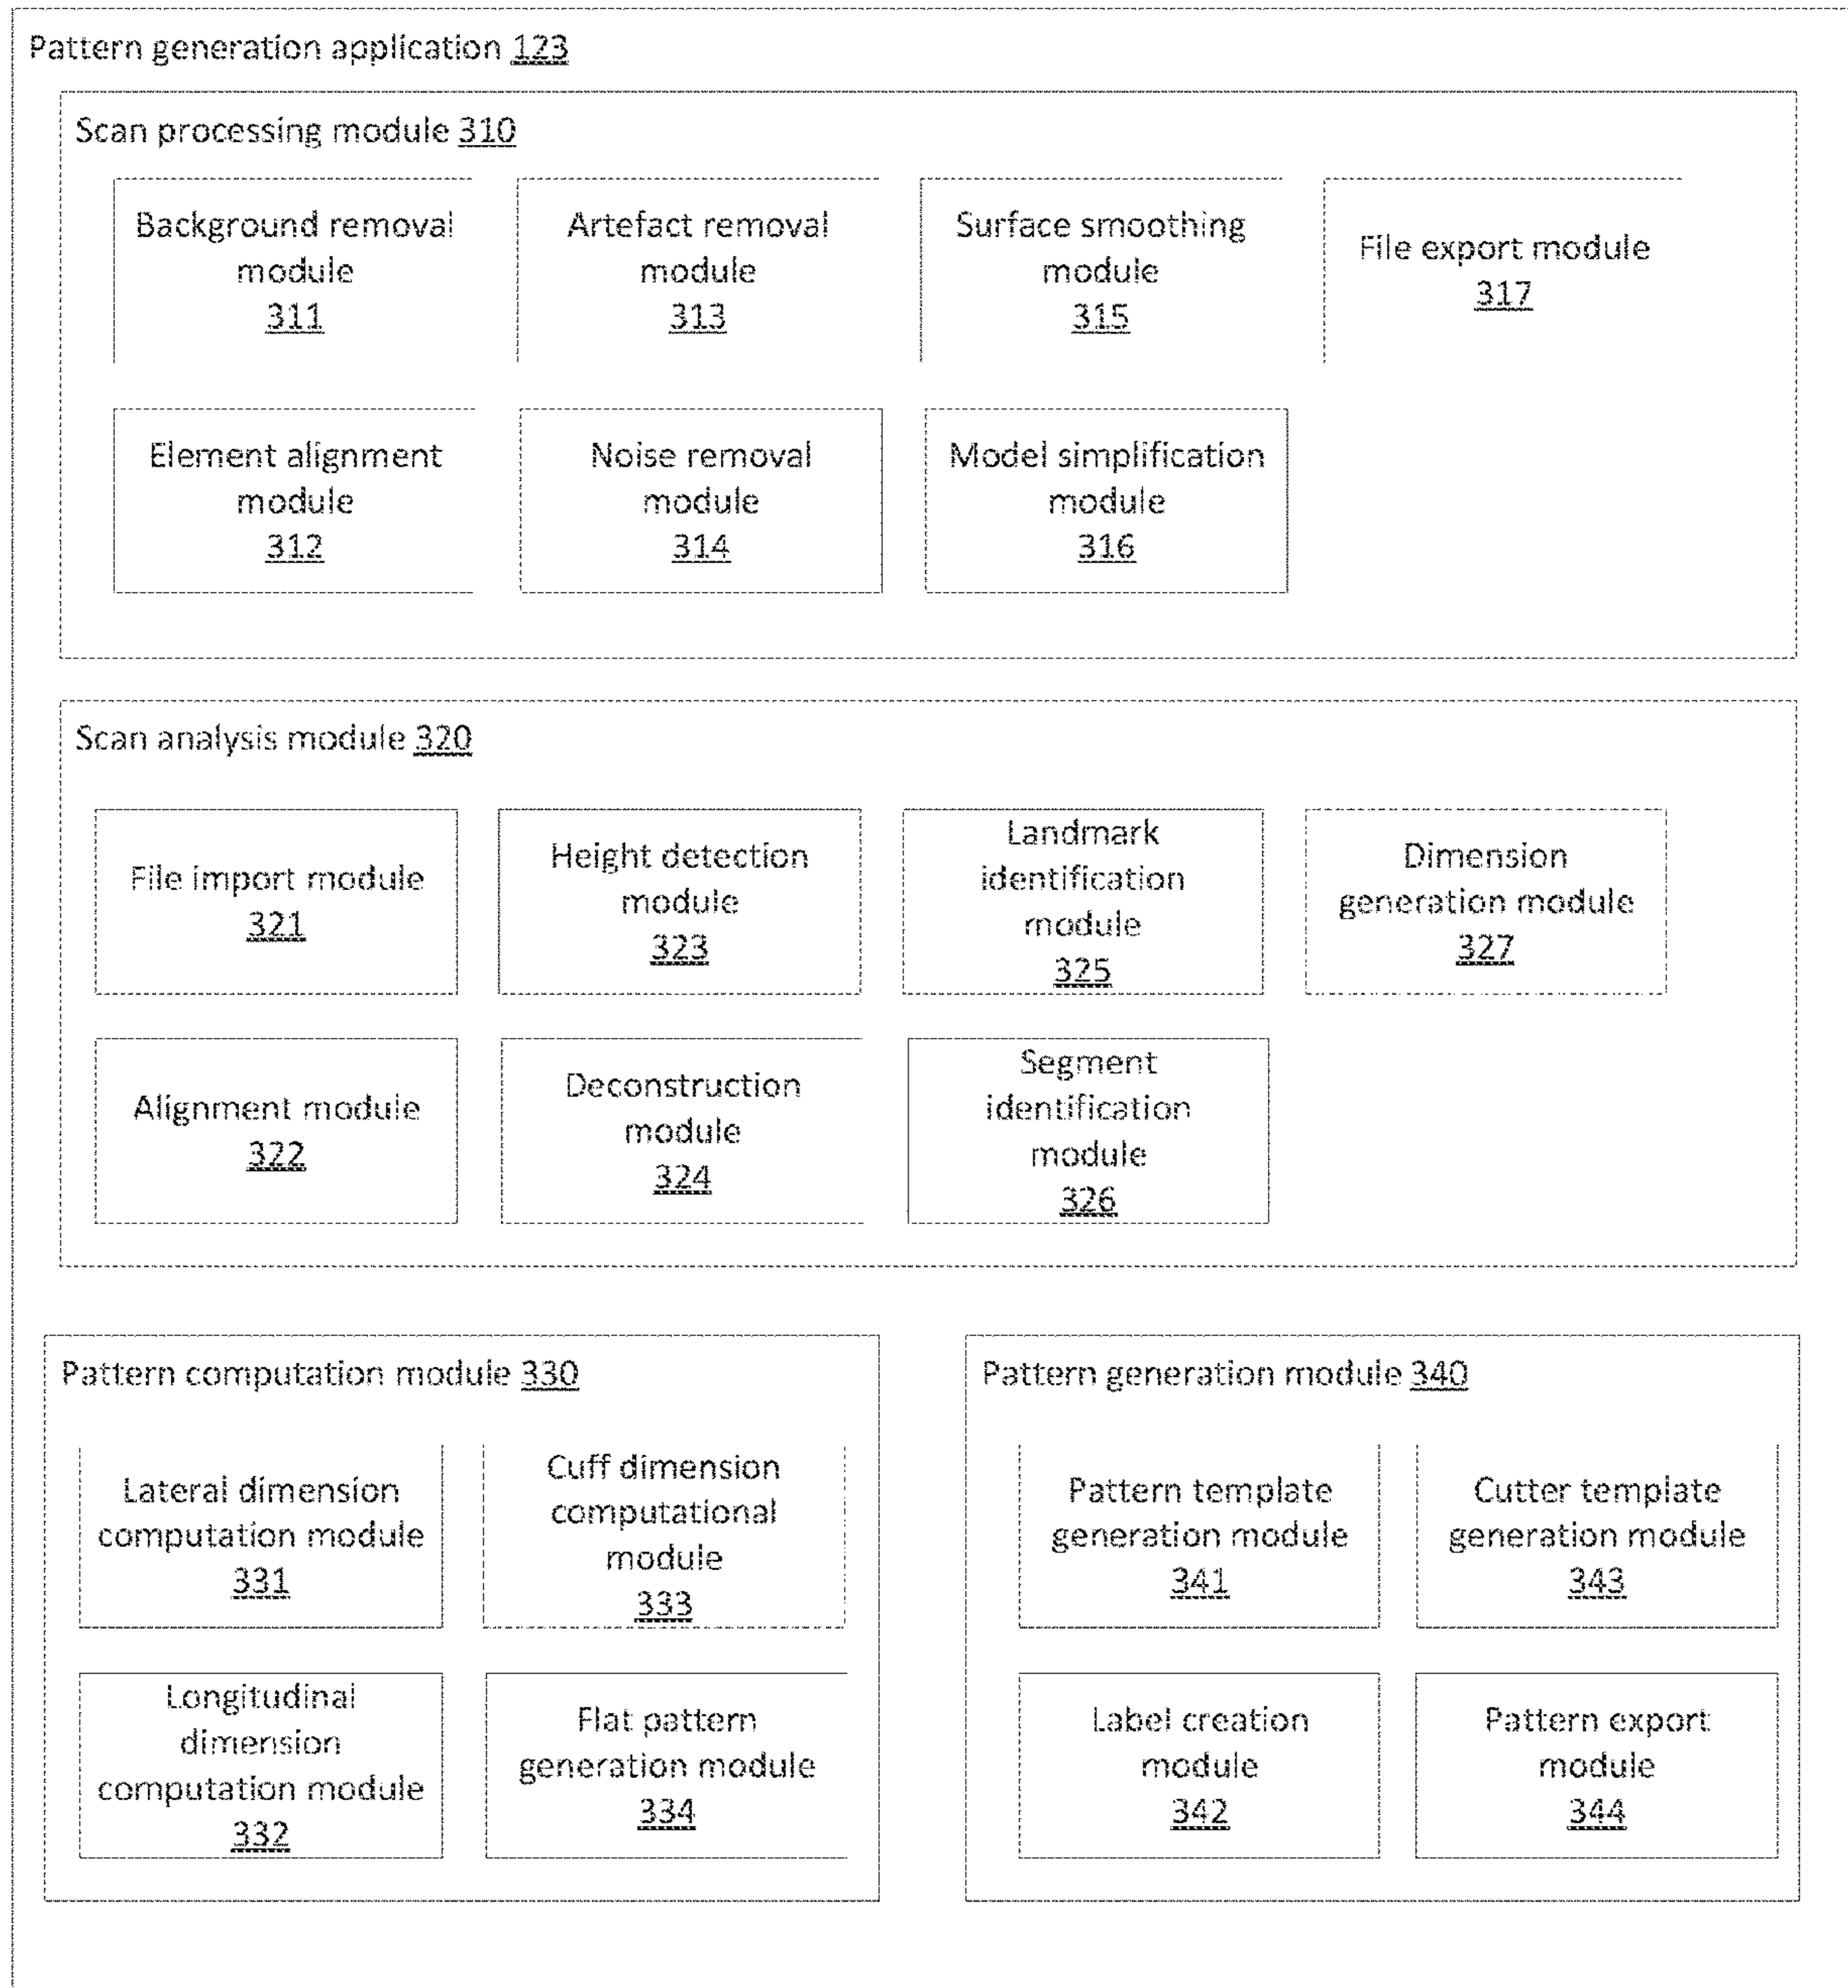 Pattern generation application 123
Scan processing module 310
Background removal
module
311
Artefact removal
module
313
Surface smoothing
module
315
File export module
317
Element alignment
module
312
Noise removal
module
314
Model simplification
module
316
Scan analysis module 320
File import module
321
Height detection
module
323
Landmark
identification
module
325
Dimension
generation module
327
Alignment module
322
Deconstruction
module
324
Segment
identification
module
326
Pattern computation module 330
Lateral dimension
computation module
331
Cuff dimension
computational
module
333
Longitudinal
dimension
computation module
332
Flat pattern
generation module
334
Pattern generation module 340
Pattern template
generation module
341
Cutter template
generation module
343
Label creation
module
342
Pattern export
module
344